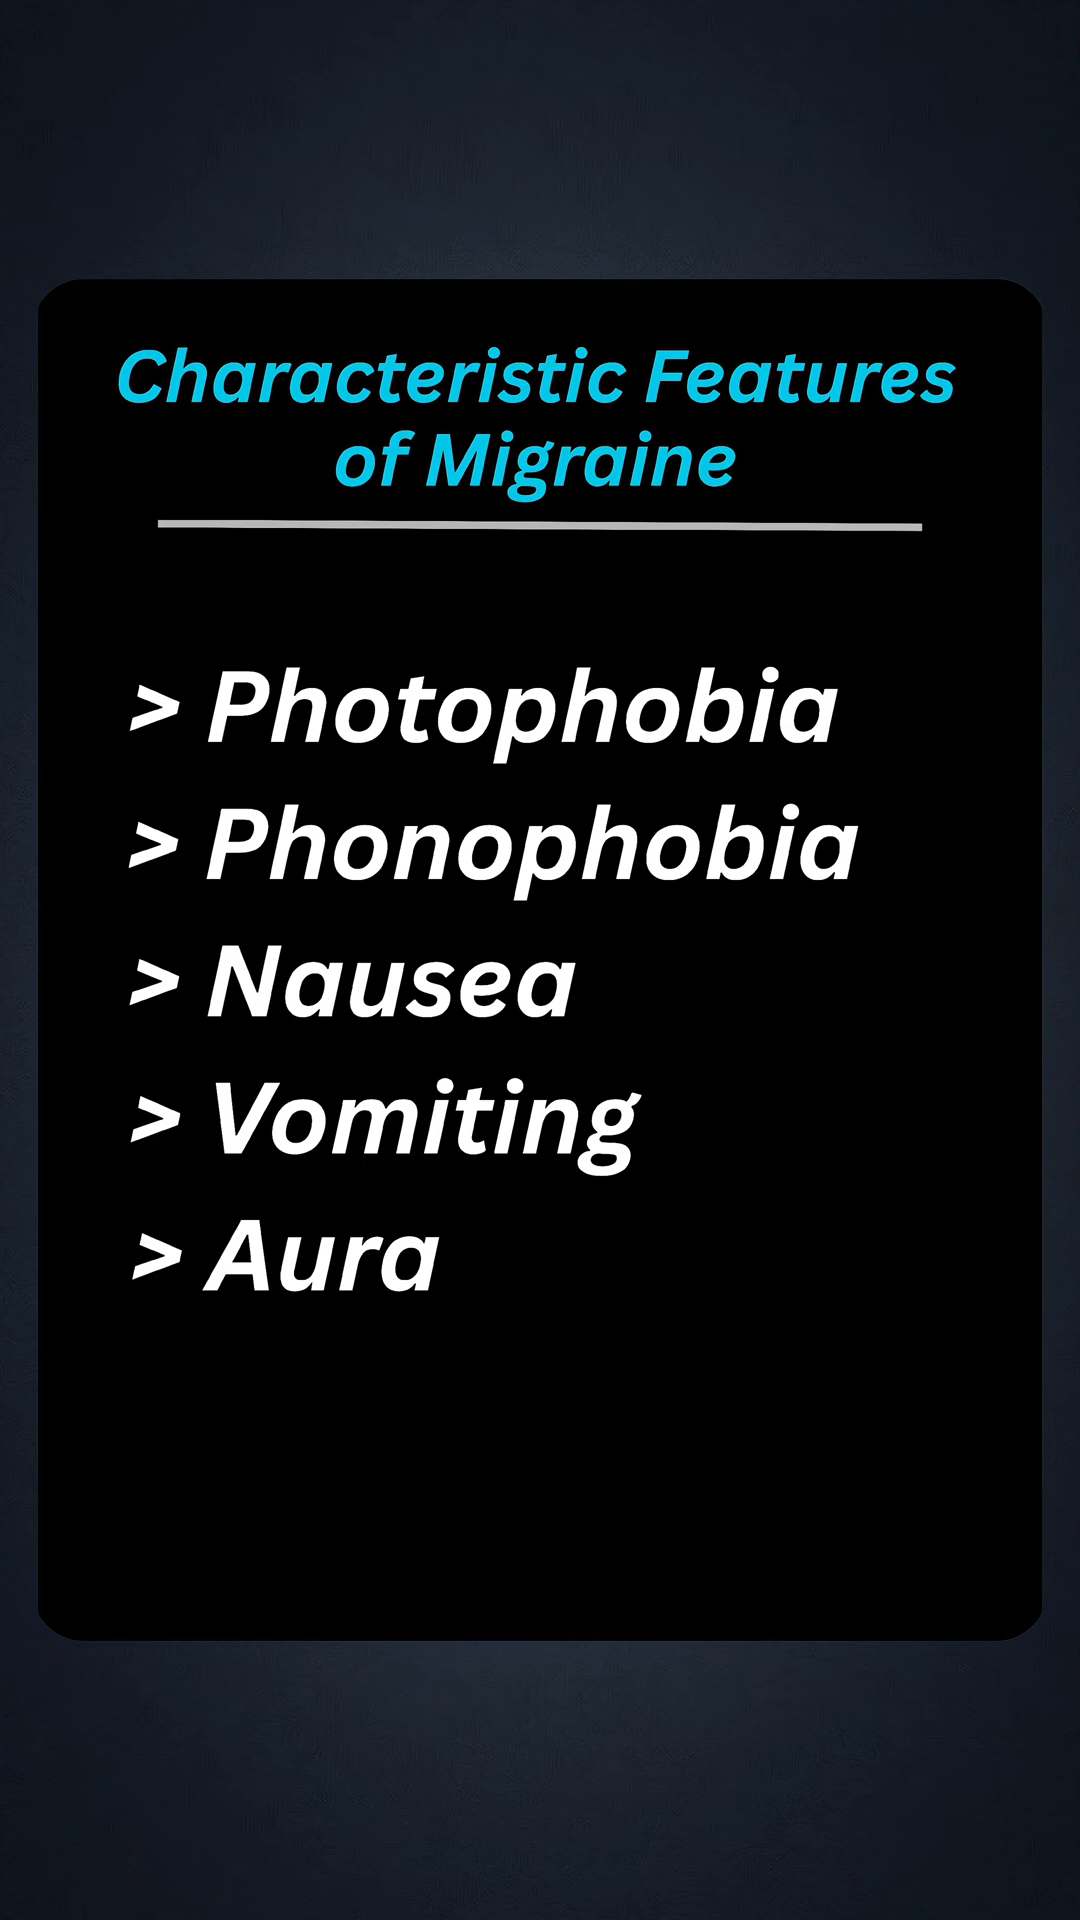 Characteristic Features
of Migraine
> Photophobia
> Phonophobia
> Nausea
> Vomiting
> Aura